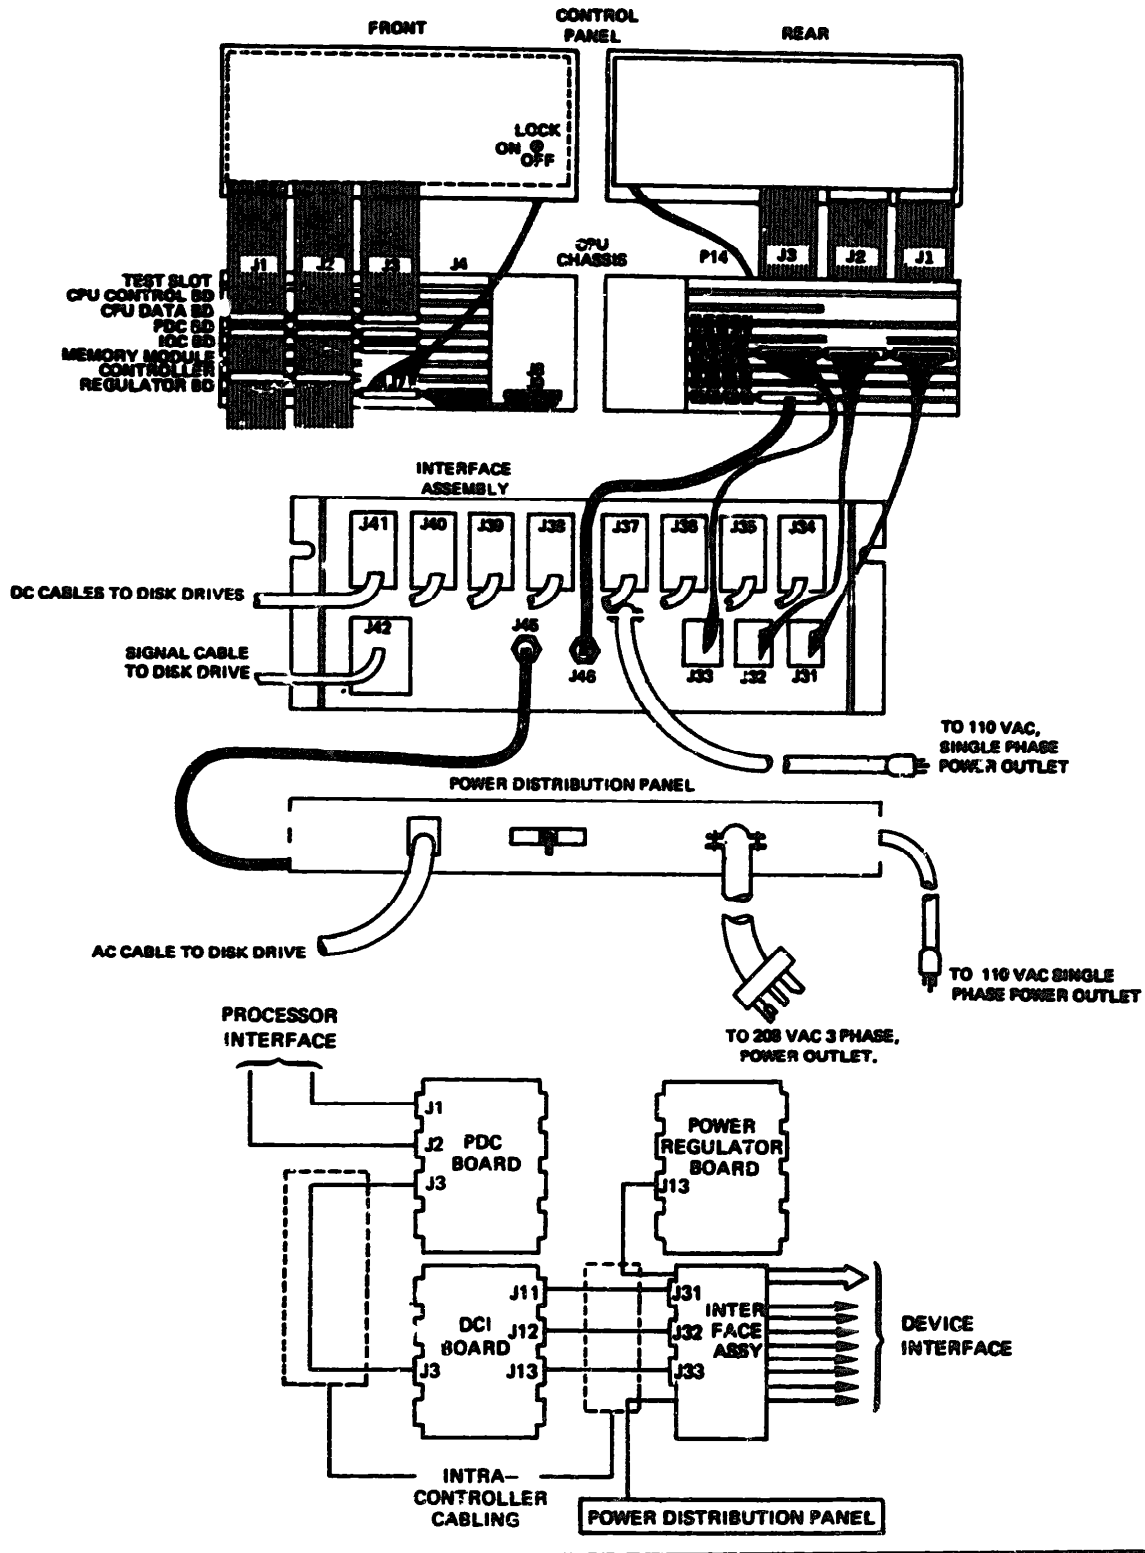 FRONT
CONTROL
PANEL
REAR
LOCK
ON
OFF
J1
J2
J3
J4
CPU
CHASSIS
P14
J3
J2
J1
TEST SLOT
CPU CONTROL BD
CPU DATA BD
PDC BD
IOC BD
MEMORY MODULE
CONTROLLER
REGULATOR BD
INTERFACE
ASSEMBLY
J41
J40
J39
J38
J37
J36
J35
J34
DC CABLES TO DISK DRIVES
J42
J45
J46
J33
J32
J31
SIGNAL CABLE
TO DISK DRIVE
TO 110 VAC,
SINGLE PHASE
POWER OUTLET
POWER DISTRIBUTION PANEL
AC CABLE TO DISK DRIVE
TO 110 VAC SINGLE
PHASE POWER OUTLET
TO 208 VAC 3 PHASE,
POWER OUTLET.
PROCESSOR
INTERFACE
J1
J2
J3
PDC
BOARD
POWER
REGULATOR
BOARD
J13
J11
J12
J13
J3
DCI
BOARD
J31
J32
J33
INTER
FACE
ASSY
DEVICE
INTERFACE
INTRA-
CONTROLLER
CABLING
POWER DISTRIBUTION PANEL